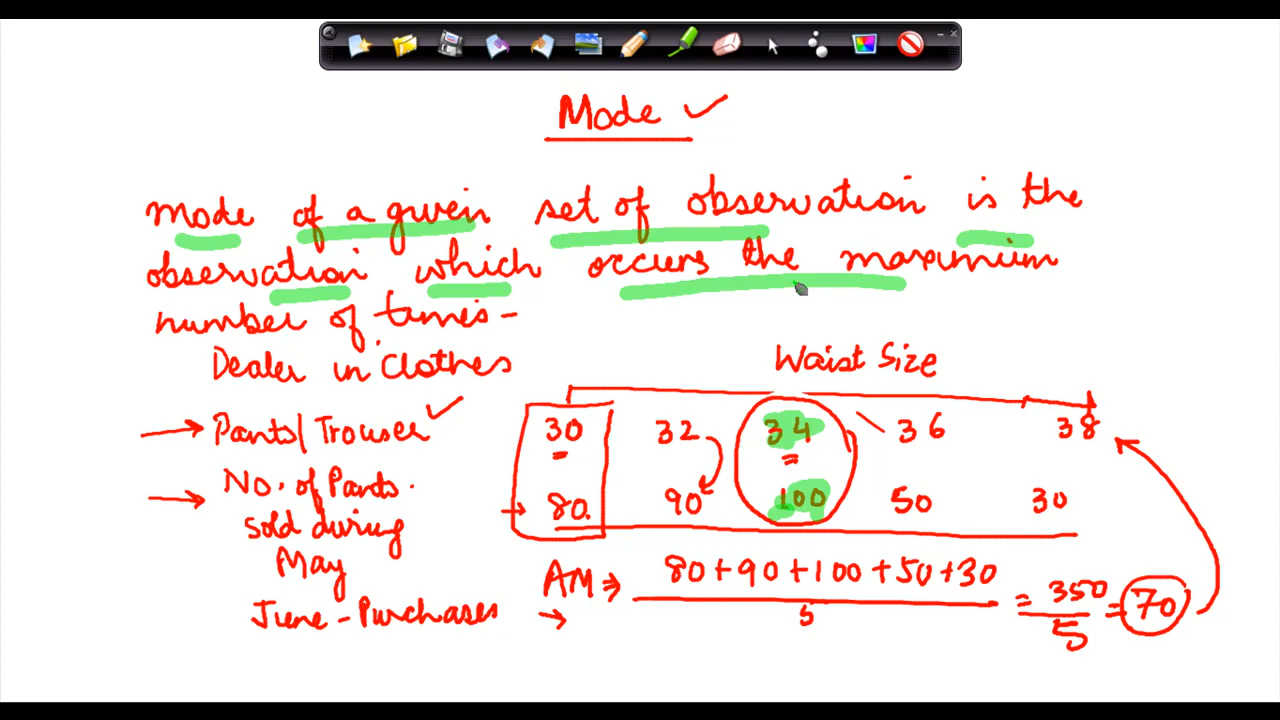 Mode ✓
mode of a given set of observation is the
observation which occurs the maximum
number of times-
Dealer in Clothes
Waist Size
→ Pants/Trouser ✓
30 32 34 36 38
→ No. of Pants.
sold during
May
→ 80. 90 100 50 30
AM ⇒ 80+90+100+50+30 / 5 = 350 / 5 = 70
June - Purchases →